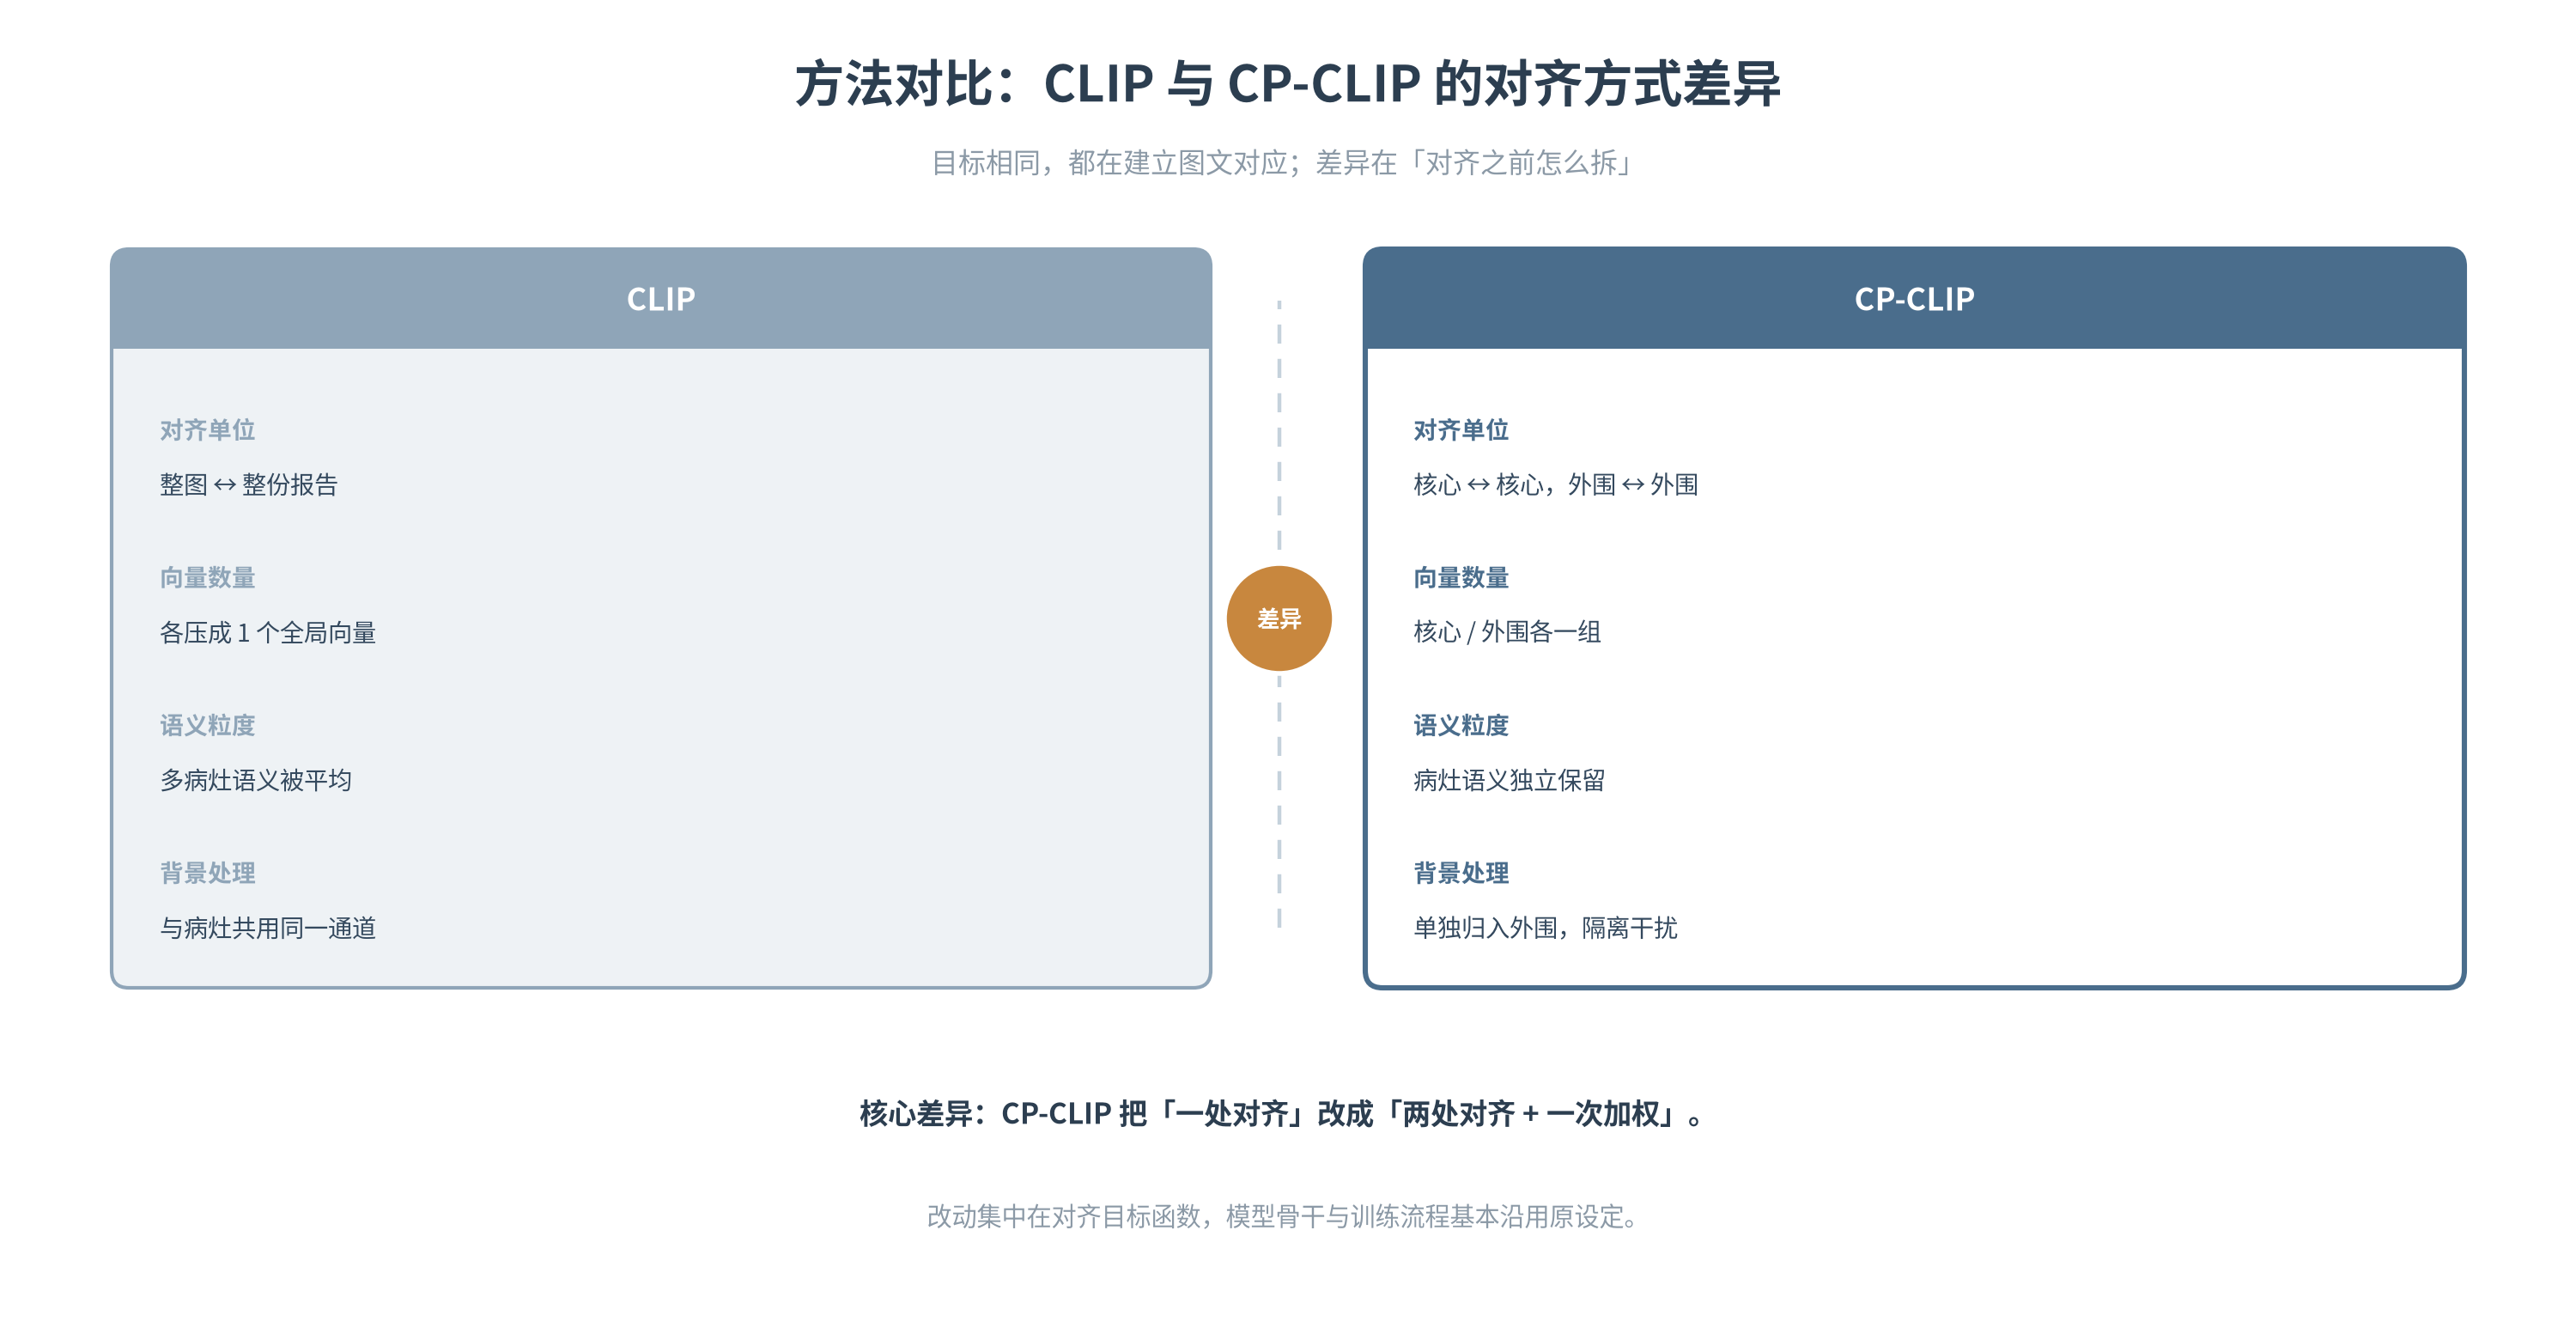 方法对比：CLIP 与 CP-CLIP 的对齐方式差异
目标相同，都在建立图文对应；差异在「对齐之前怎么拆」
CLIP
对齐单位
整图 ↔ 整份报告
向量数量
各压成 1 个全局向量
语义粒度
多病灶语义被平均
背景处理
与病灶共用同一通道
差异
CP-CLIP
对齐单位
核心 ↔ 核心，外围 ↔ 外围
向量数量
核心 / 外围各一组
语义粒度
病灶语义独立保留
背景处理
单独归入外围，隔离干扰
核心差异：CP-CLIP 把「一处对齐」改成「两处对齐 + 一次加权」。
改动集中在对齐目标函数，模型骨干与训练流程基本沿用原设定。